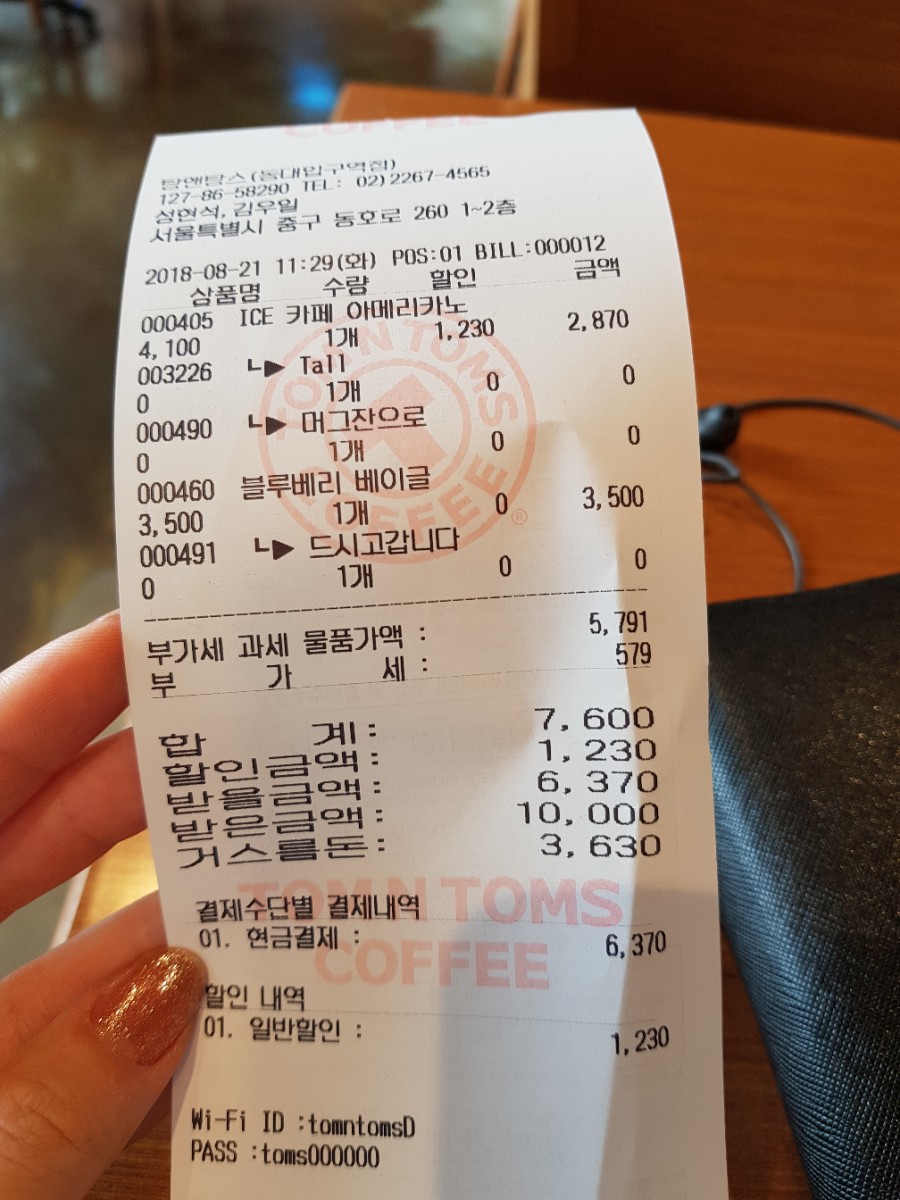 COFFEE
탐앤탐스(동대입구역점)
127-86-58290 TEL: 02)2267-4565
성현석, 김우일
서울특별시 중구 동호로 260 1~2층
2018-08-21 11:29(화) POS:01 BILL:000012
상품명 수량 할인 금액
000405 ICE 카페 아메리카노
4,100 1개 1,230 2,870
003226 ┗▶ Tall
0 1개 0 0
000490 ┗▶ 머그잔으로
0 1개 0 0
000460 블루베리 베이글
3,500 1개 0 3,500
000491 ┗▶ 드시고갑니다
0 1개 0 0
TOM N TOMS COFFEE ®
부가세 과세 물품가액 : 5,791
부 가 세 : 579
합 계: 7,600
할인금액: 1,230
받을금액: 6,370
받은금액: 10,000
거스름돈: 3,630
TOM N TOMS
COFFEE
결제수단별 결제내역
01. 현금결제 : 6,370
할인 내역
01. 일반할인 : 1,230
Wi-Fi ID :tomntomsD
PASS :toms000000